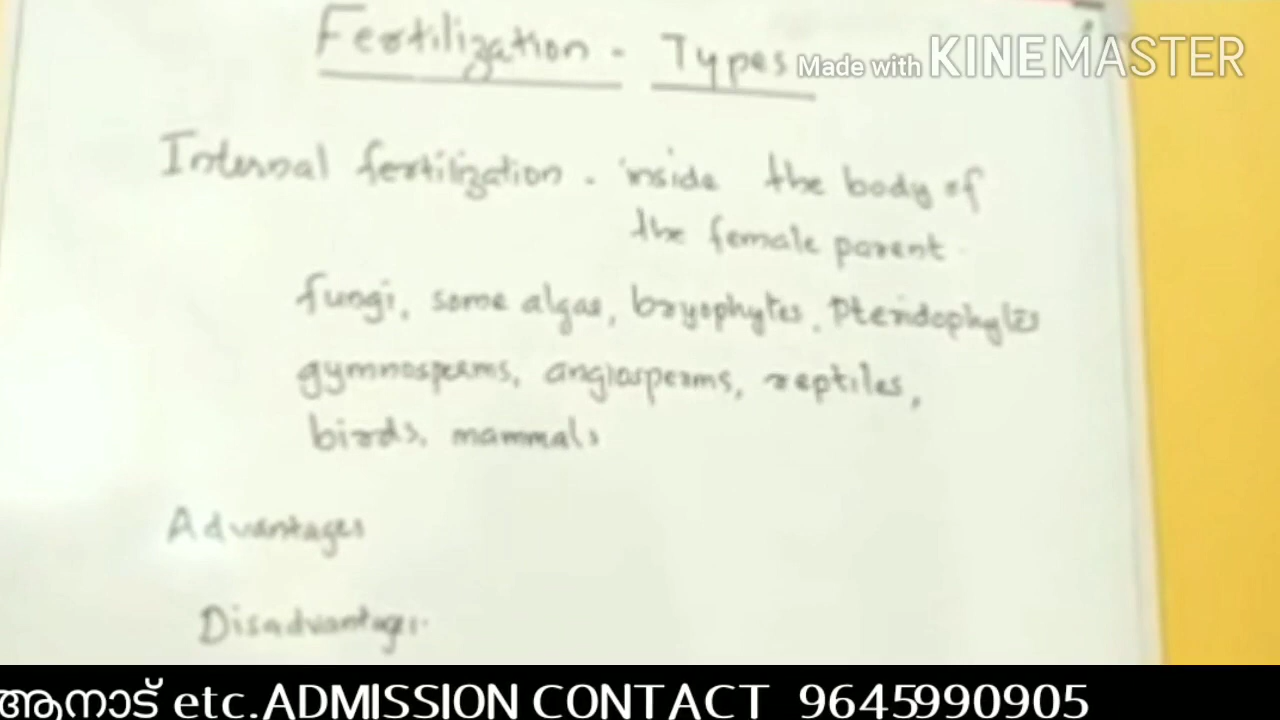 Fertilization - Types
Made with KINEMASTER
Internal fertilization - inside the body of
the female parent.
fungi, some algas, bryophytes, Pteridophytes
gymnosperms, angiosperms, reptiles,
birds, mammals
Advantages
Disadvantages.
ആനാട് etc.ADMISSION CONTACT 9645990905